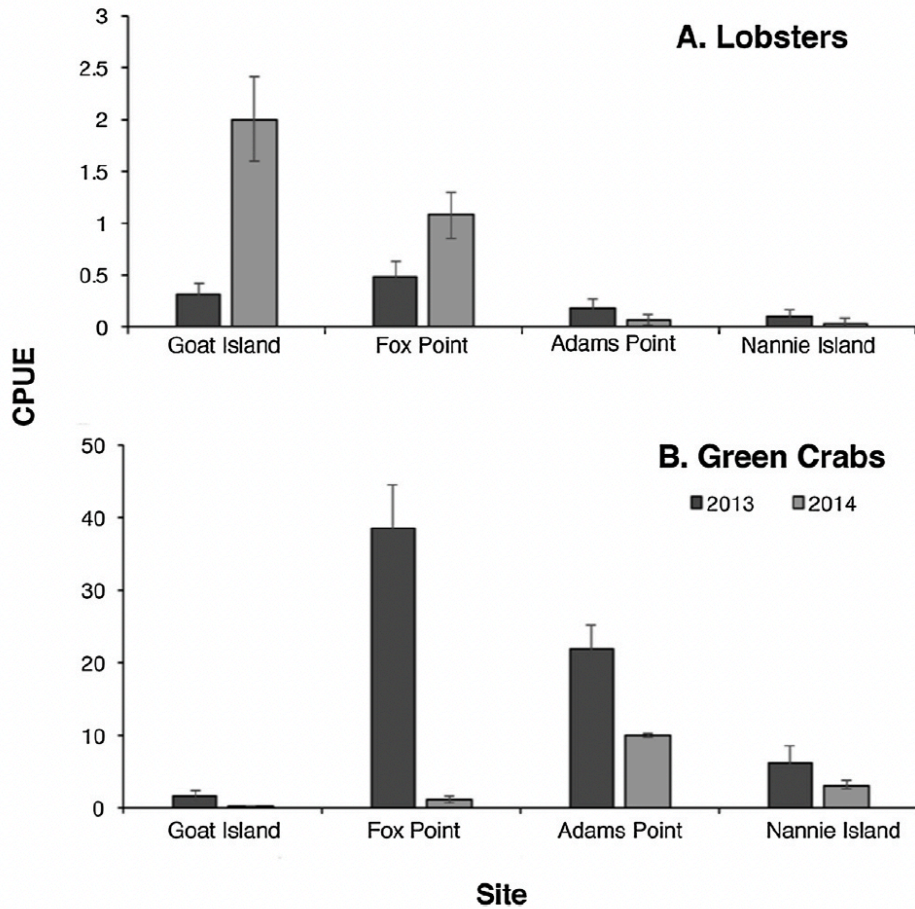 A. Lobsters
3
2.5
2
1.5
1
0.5
0
Goat Island Fox Point Adams Point Nannie Island
CPUE
B. Green Crabs
2013 2014
50
40
30
20
10
0
Goat Island Fox Point Adams Point Nannie Island
Site